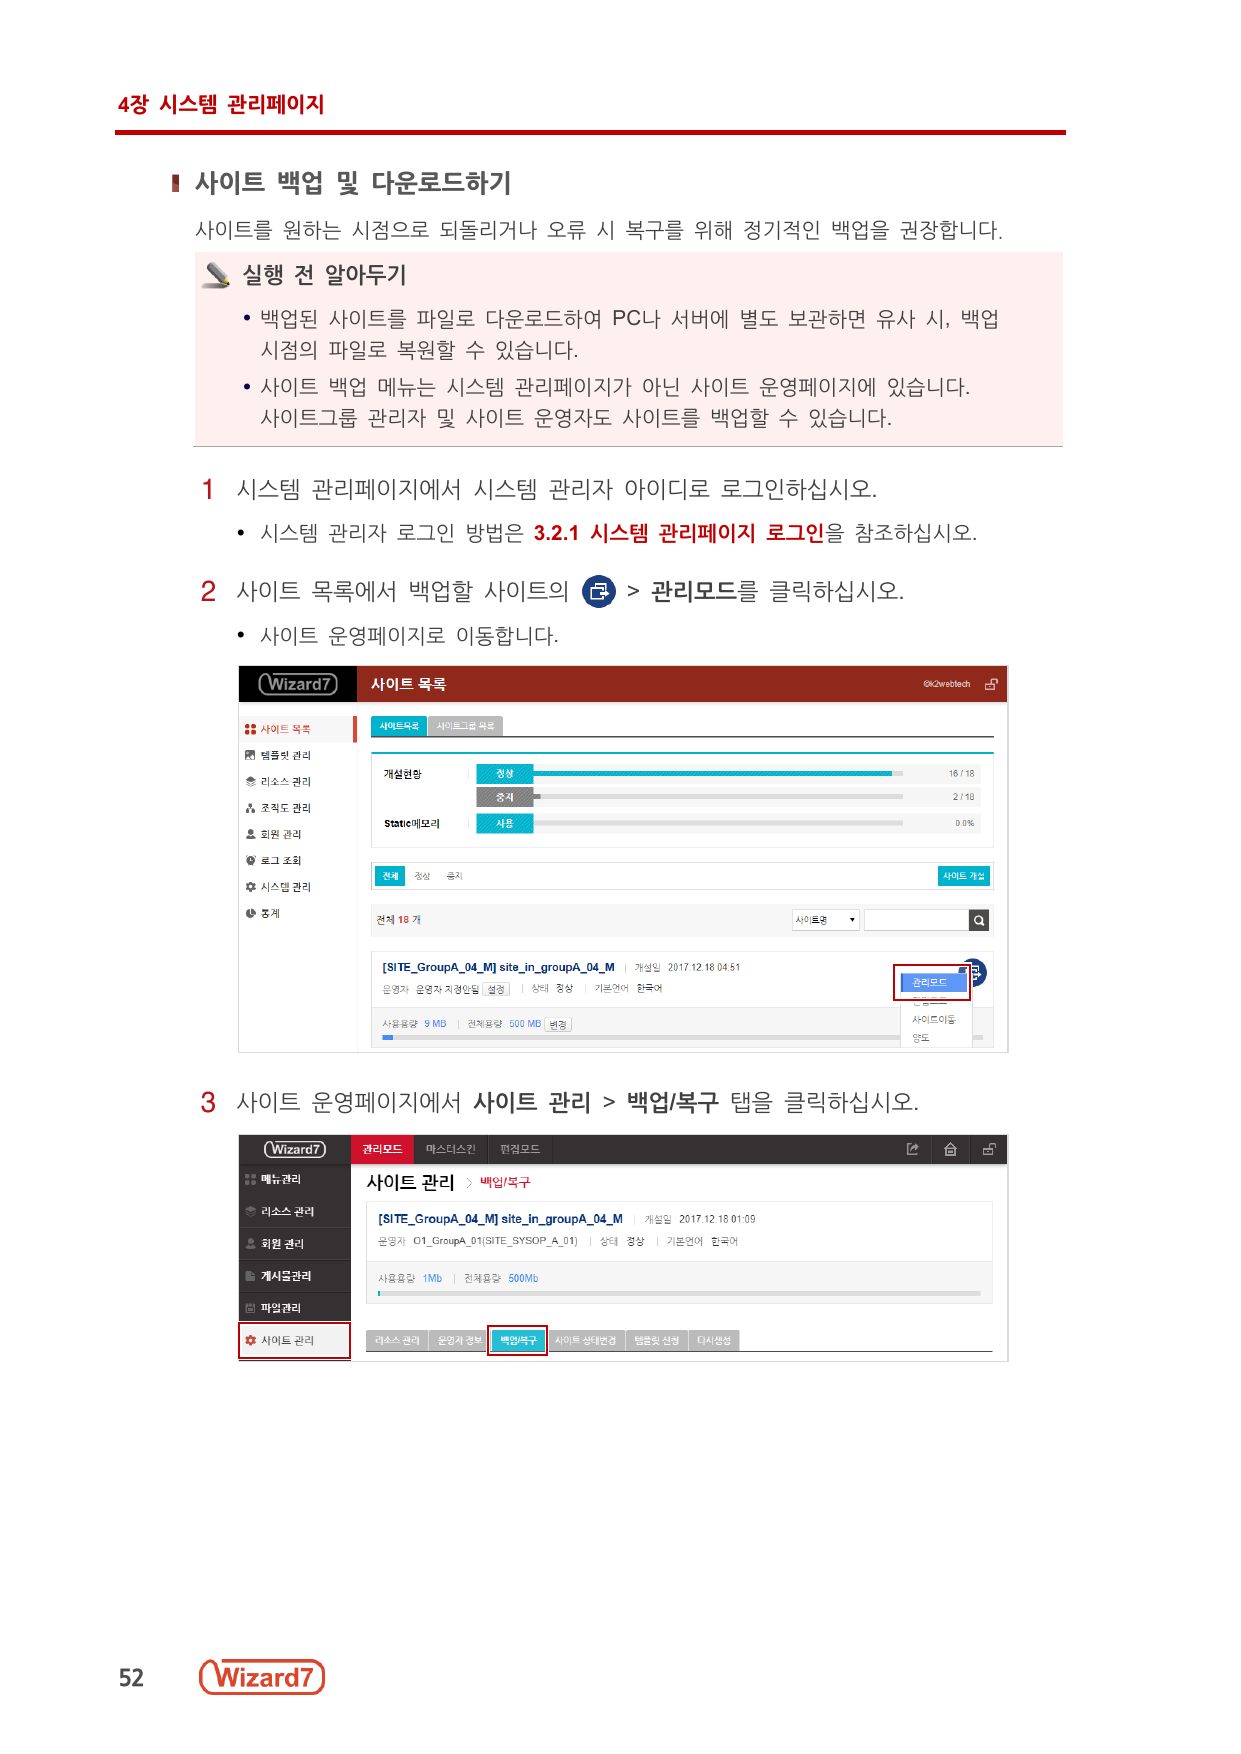 4장 시스템 관리페이지
사이트 백업 및 다운로드하기
사이트를 원하는 시점으로 되돌리거나 오류 시 복구를 위해 정기적인 백업을 권장합니다.
실행 전 알아두기
• 백업된 사이트를 파일로 다운로드하여 PC나 서버에 별도 보관하면 유사 시, 백업
시점의 파일로 복원할 수 있습니다.
• 사이트 백업 메뉴는 시스템 관리페이지가 아닌 사이트 운영페이지에 있습니다.
사이트그룹 관리자 및 사이트 운영자도 사이트를 백업할 수 있습니다.
1 시스템 관리페이지에서 시스템 관리자 아이디로 로그인하십시오.
• 시스템 관리자 로그인 방법은 3.2.1 시스템 관리페이지 로그인을 참조하십시오.
2 사이트 목록에서 백업할 사이트의 > 관리모드를 클릭하십시오.
• 사이트 운영페이지로 이동합니다.
Wizard7 사이트 목록 @k2webtech
사이트 목록
템플릿 관리
리소스 관리
조직도 관리
회원 관리
로그 조회
시스템 관리
통계
사이트목록 사이트그룹 목록
개설현황 정상 16 / 18
중지 2 / 18
Static메모리 사용 0.0%
전체 정상 중지 사이트 개설
전체 18 개 사이트명
[SITE_GroupA_04_M] site_in_groupA_04_M 개설일 2017.12.18 04:51
운영자 운영자 지정안됨 설정 상태 정상 기본언어 한국어
관리모드
사이트이동
양도
사용용량 9 MB 전체용량 500 MB 변경
3 사이트 운영페이지에서 사이트 관리 > 백업/복구 탭을 클릭하십시오.
Wizard7 관리모드 마스터스킨 편집모드
메뉴관리
리소스 관리
회원 관리
게시물관리
파일관리
사이트 관리
사이트 관리 > 백업/복구
[SITE_GroupA_04_M] site_in_groupA_04_M 개설일 2017.12.18 01:09
운영자 O1_GroupA_01(SITE_SYSOP_A_01) 상태 정상 기본언어 한국어
사용용량 1Mb 전체용량 500Mb
리소스 관리 운영자 정보 백업/복구 사이트 상태변경 템플릿 신청 다시생성
52 Wizard7